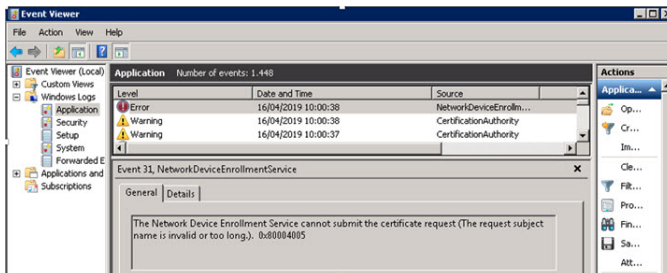 Event Viewer
File Action View Help
Event Viewer (Local)
Custom Views
Windows Logs
Application
Security
Setup
System
Forwarded E
Applications and
Subscriptions
Application Number of events: 1.448
Level Date and Time Source
Error 16/04/2019 10:00:38 NetworkDeviceEnrollm...
Warning 16/04/2019 10:00:38 CertificationAuthority
Warning 16/04/2019 10:00:37 CertificationAuthority
Event 31, NetworkDeviceEnrollmentService
General Details
The Network Device Enrollment Service cannot submit the certificate request (The request subject
name is invalid or too long.). 0x80004005
Actions
Applica...
Op...
Cr...
Im...
Cle...
Filt...
Pro...
Fin...
Sa...
Att...